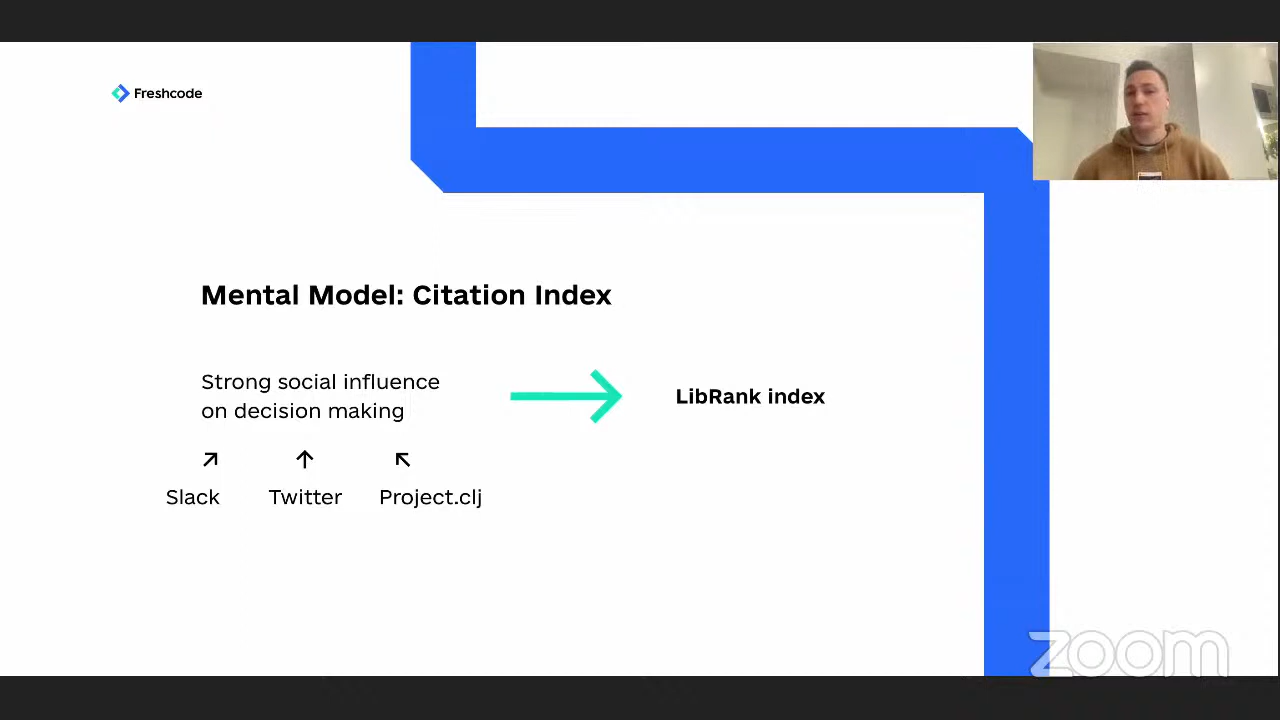 Freshcode
Mental Model: Citation Index
Strong social influence
on decision making
LibRank index
Slack
Twitter
Project.clj
zoom